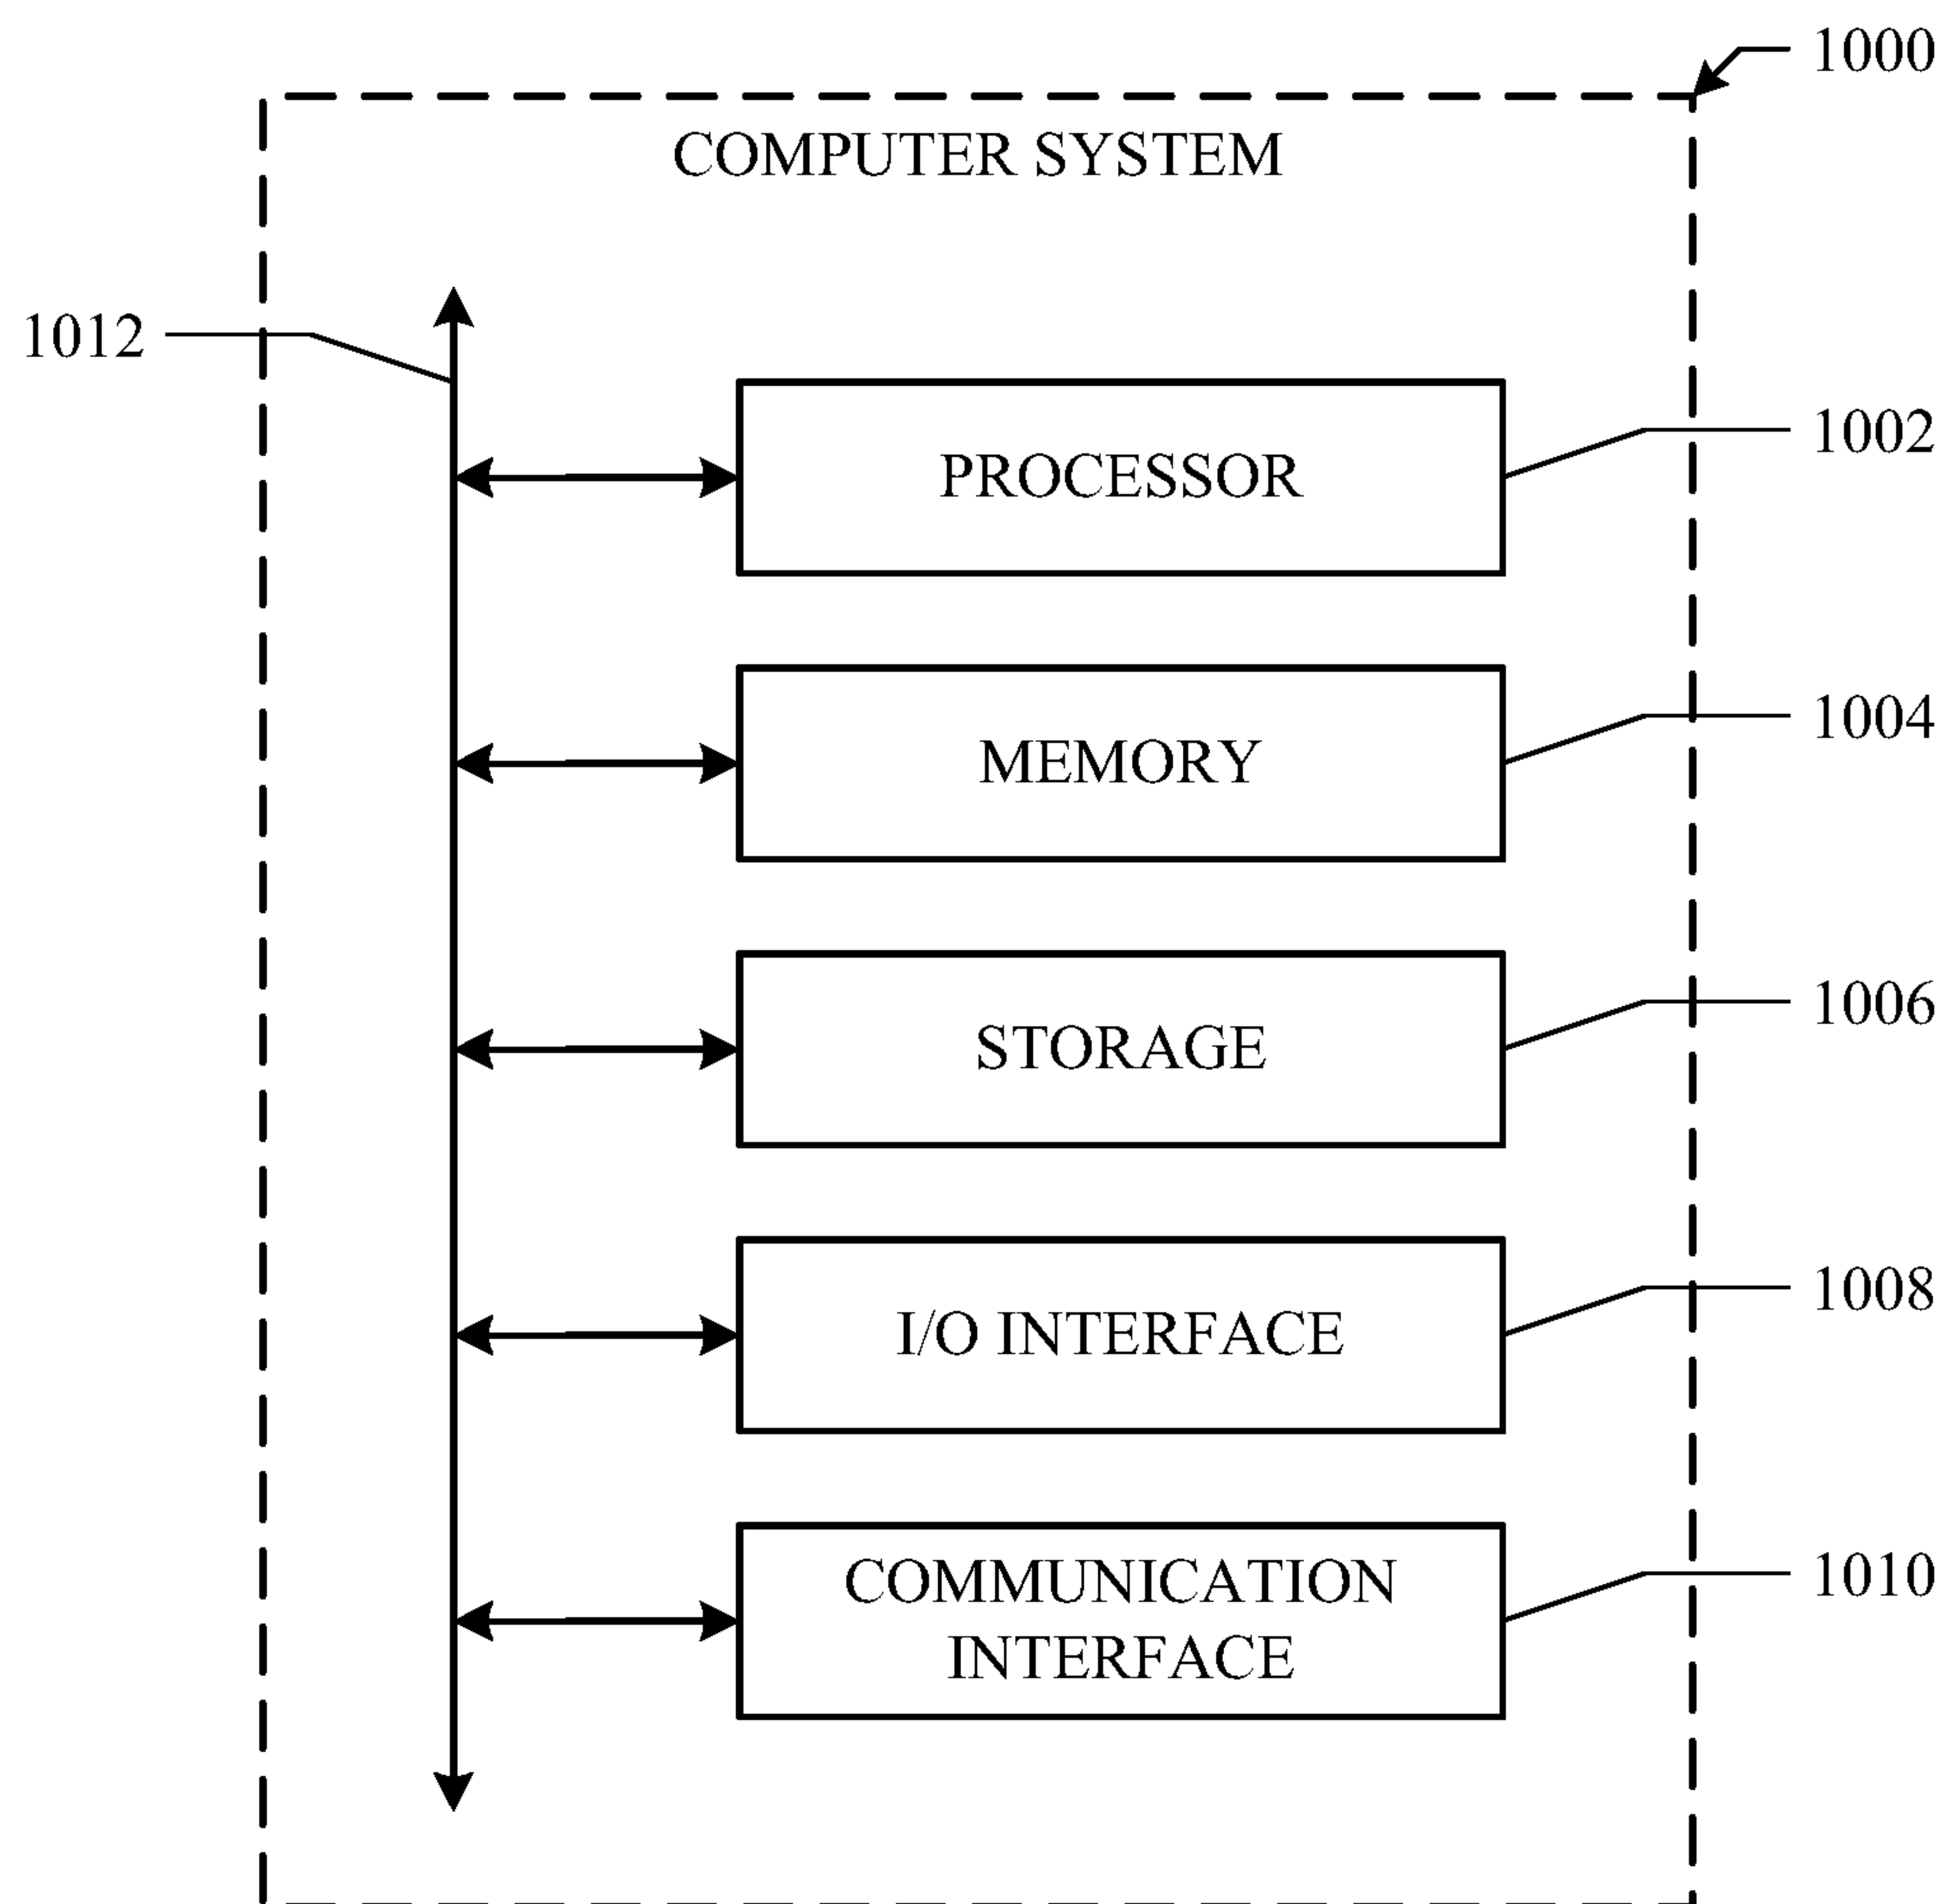 1000
COMPUTER SYSTEM
1012
1002
PROCESSOR
1004
MEMORY
1006
STORAGE
1008
I/O INTERFACE
1010
COMMUNICATION
INTERFACE